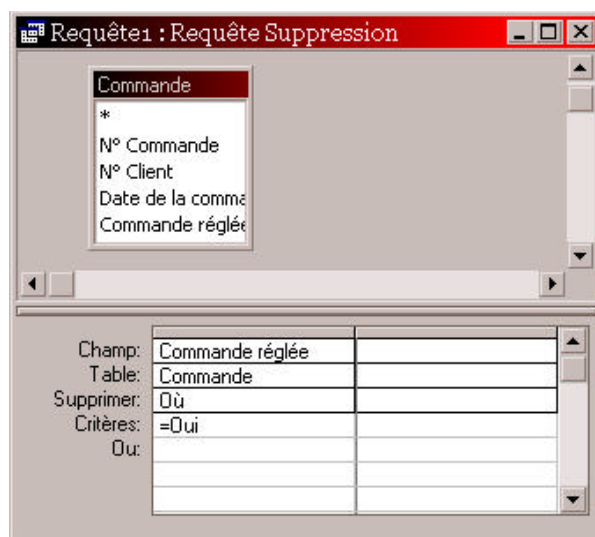 Requête1 : Requête Suppression
Commande
*
N° Commande
N° Client
Date de la comma
Commande réglée
Champ: Commande réglée
Table: Commande
Supprimer: Où
Critères: =Oui
Ou: